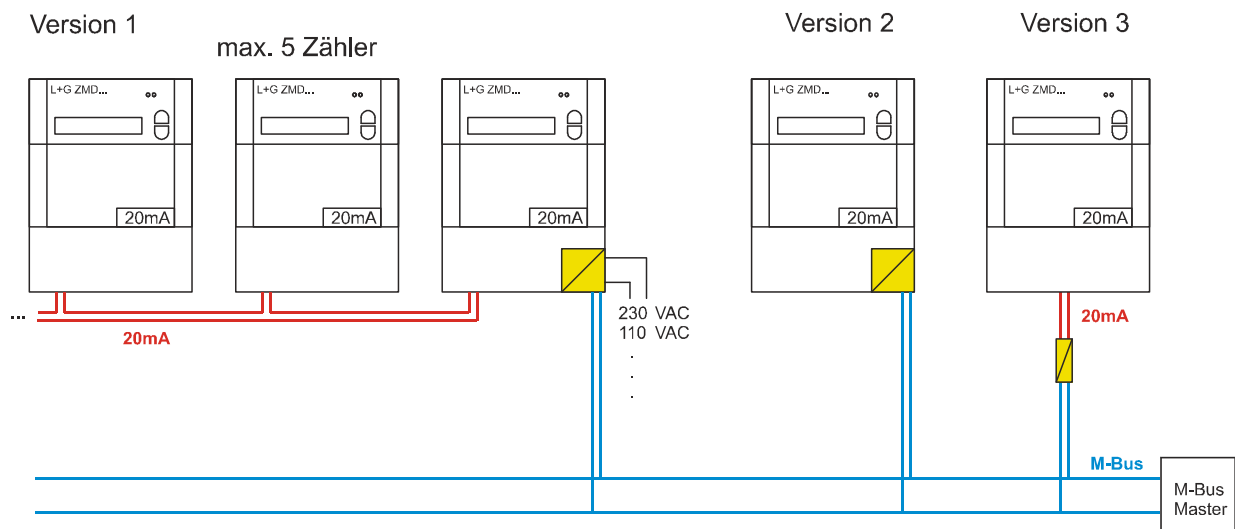 Version 1
Version 2
Version 3
max. 5 Zähler
L+G ZMD...
L+G ZMD...
L+G ZMD...
L+G ZMD...
L+G ZMD...
20mA
20mA
20mA
20mA
20mA
...
20mA
230 VAC
110 VAC
.
.
.
20mA
M-Bus
M-Bus
Master